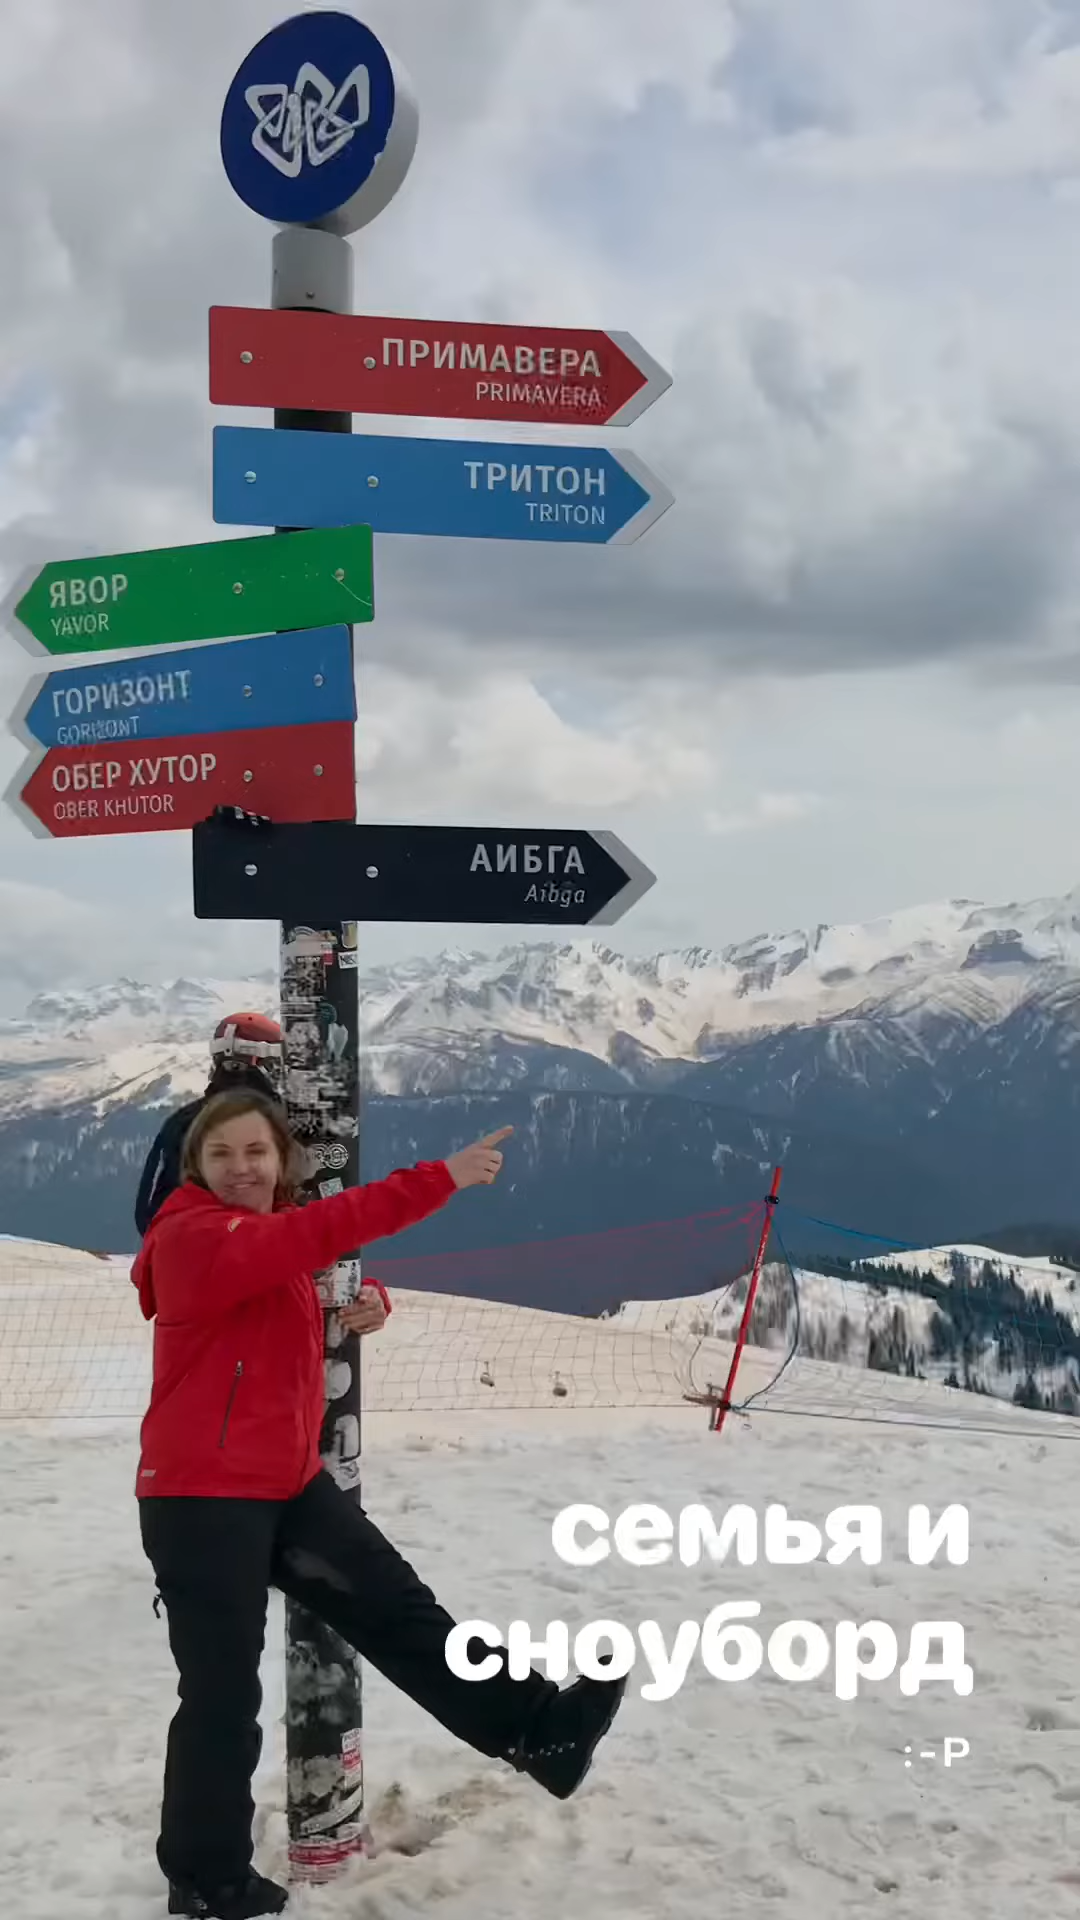 ПРИМАВЕРА
PRIMAVERA
ТРИТОН
TRITON
ЯВОР
YAVOR
ГОРИЗОНТ
GORIZONT
ОБЕР ХУТОР
OBER KHUTOR
АИБГА
Aibga
семья и
сноуборд
:-P